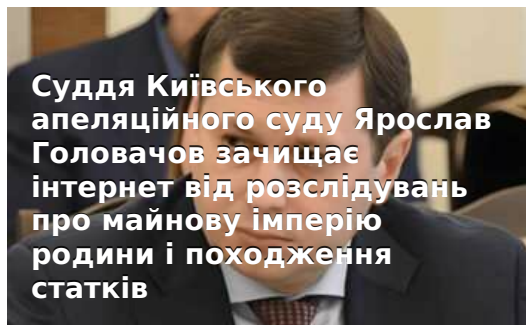 Суддя Київського
апеляційного суду Ярослав
Головачов зачищає
інтернет від розслідувань
про майнову імперію
родини і походження
статків